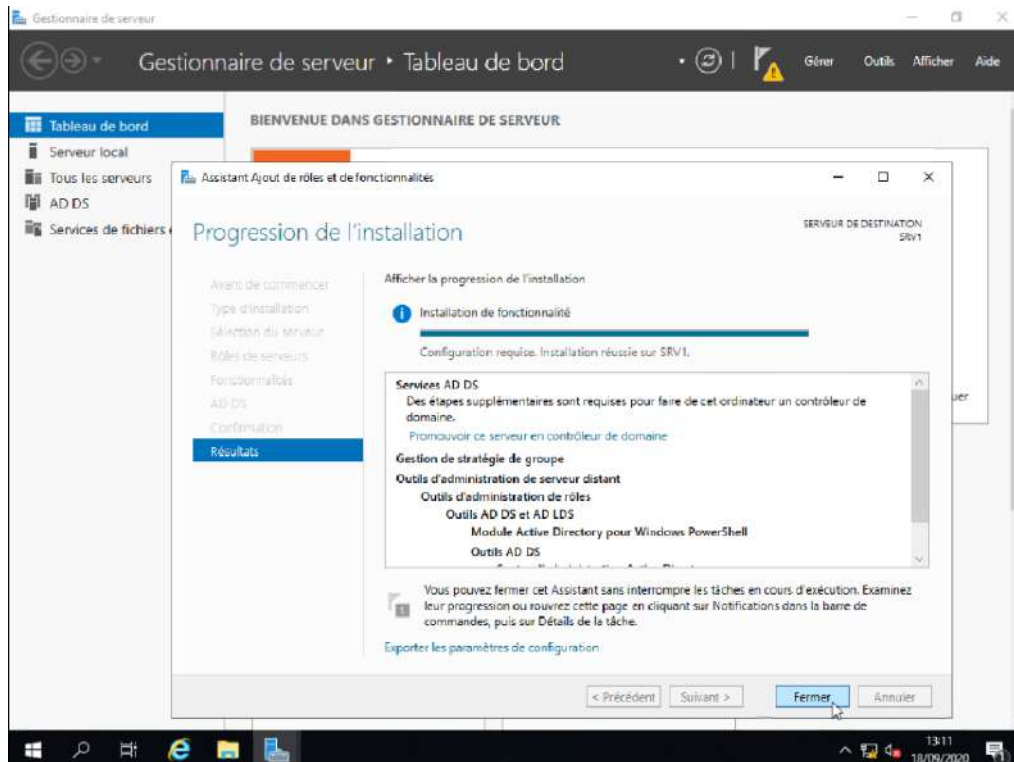 Gestionnaire de serveur
Gestionnaire de serveur • Tableau de bord
Gérer Outils Afficher Aide
Tableau de bord
Serveur local
Tous les serveurs
AD DS
Services de fichiers
BIENVENUE DANS GESTIONNAIRE DE SERVEUR
Assistant Ajout de rôles et de fonctionnalités
Progression de l'installation
SERVEUR DE DESTINATION
SRV1
Avant de commencer
Type d'installation
Sélection du serveur
Rôles de serveurs
Fonctionnalités
AD DS
Confirmation
Résultats
Afficher la progression de l'installation
Installation de fonctionnalité
Configuration requise. Installation réussie sur SRV1.
Services AD DS
Des étapes supplémentaires sont requises pour faire de cet ordinateur un contrôleur de
domaine.
Promouvoir ce serveur en contrôleur de domaine
Gestion de stratégie de groupe
Outils d'administration de serveur distant
Outils d'administration de rôles
Outils AD DS et AD LDS
Module Active Directory pour Windows PowerShell
Outils AD DS
Vous pouvez fermer cet Assistant sans interrompre les tâches en cours d'exécution. Examinez
leur progression ou rouvrez cette page en cliquant sur Notifications dans la barre de
commandes, puis sur Détails de la tâche.
Exporter les paramètres de configuration
< Précédent Suivant > Fermer Annuler
uer
13:11
18/09/2020